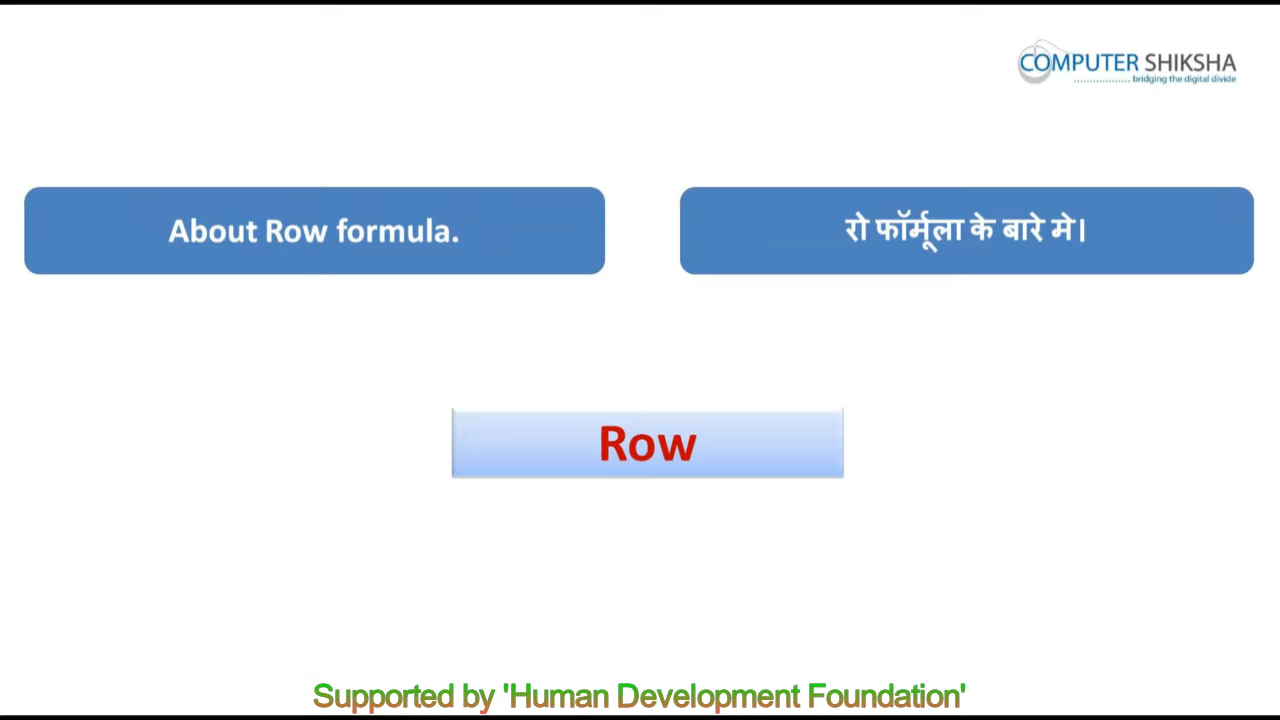 COMPUTER SHIKSHA
bridging the digital divide
About Row formula.
रो फॉर्मूला के बारे मे।
Row
Supported by 'Human Development Foundation'